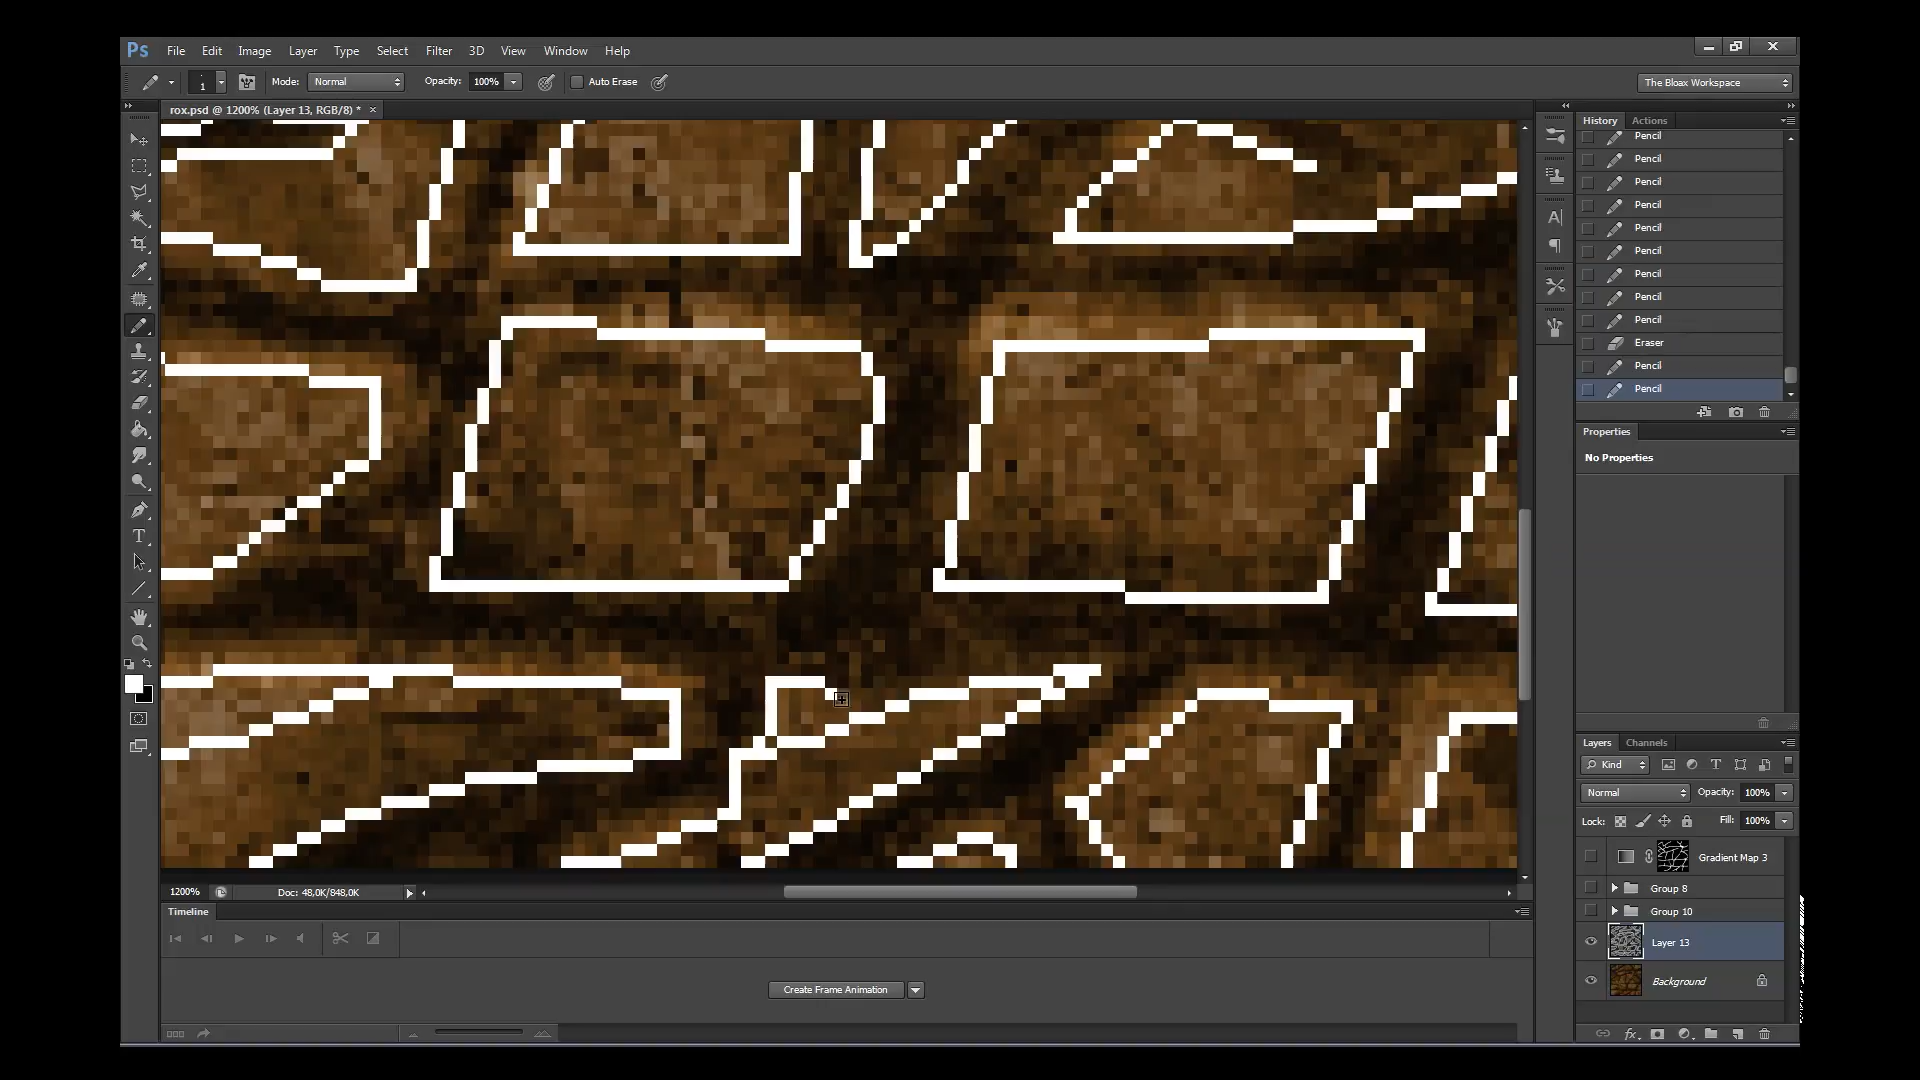 Ps File Edit Image Layer Type Select Filter 3D View Window Help
1 Mode: Normal Opacity: 100% Auto Erase The Bloax Workspace
rox.psd @ 1200% (Layer 13, RGB/8) *
History Actions
Pencil
Pencil
Pencil
Pencil
Pencil
Pencil
Pencil
Pencil
Pencil
Eraser
Pencil
Pencil
Properties
No Properties
Layers Channels
Kind
Normal Opacity: 100%
Lock: Fill: 100%
Gradient Map 3
Group 8
Group 10
Layer 13
Background
1200% Doc: 48,0K/848,0K
Timeline
Create Frame Animation